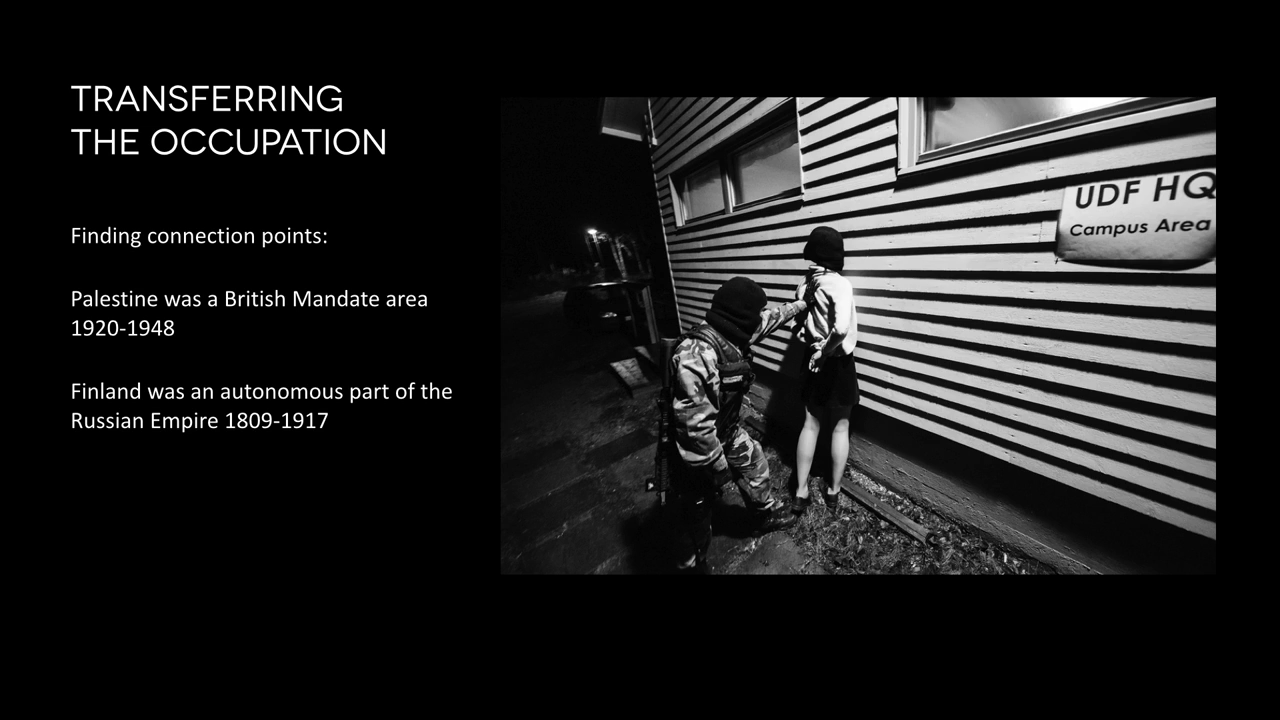 TRANSFERRING
THE OCCUPATION
Finding connection points:
Palestine was a British Mandate area
1920-1948
Finland was an autonomous part of the
Russian Empire 1809-1917
UDF HQ
Campus Area